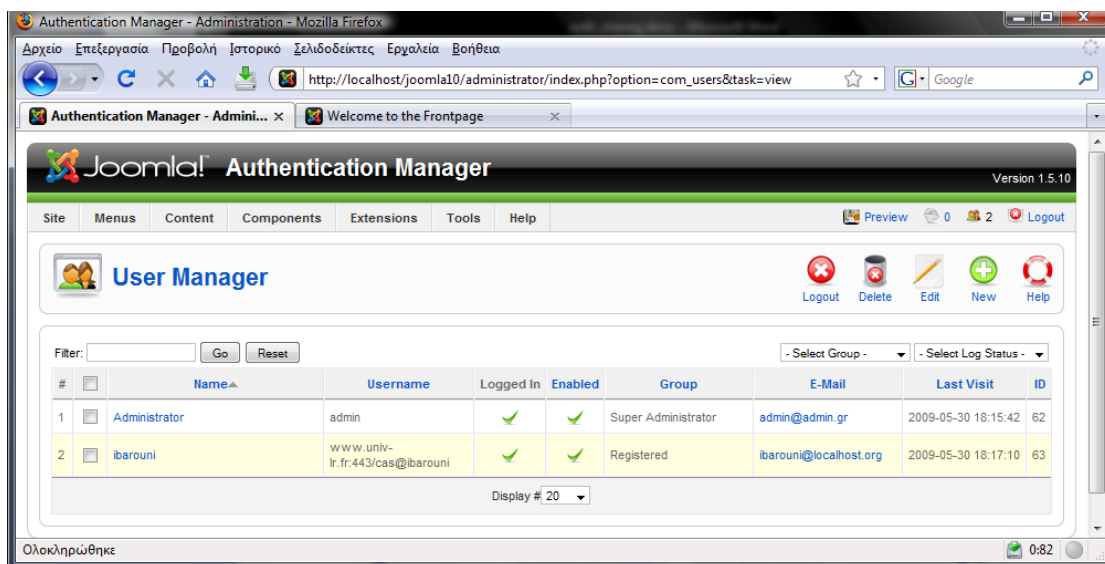 Authentication Manager - Administration - Mozilla Firefox
Αρχείο Επεξεργασία Προβολή Ιστορικό Σελιδοδείκτες Εργαλεία Βοήθεια
http://localhost/joomla10/administrator/index.php?option=com_users&task=view
G Google
Authentication Manager - Admini... Welcome to the Frontpage
Joomla! Authentication Manager
Version 1.5.10
Site Menus Content Components Extensions Tools Help Preview 0 2 Logout
User Manager
Logout Delete Edit New Help
Filter: Go Reset - Select Group - - Select Log Status -
# Name Username Logged In Enabled Group E-Mail Last Visit ID
1 Administrator admin Super Administrator admin@admin.gr 2009-05-30 18:15:42 62
2 ibarouni www.univ-lr.fr:443/cas@ibarouni Registered ibarouni@localhost.org 2009-05-30 18:17:10 63
Display # 20
Ολοκληρώθηκε 0:82